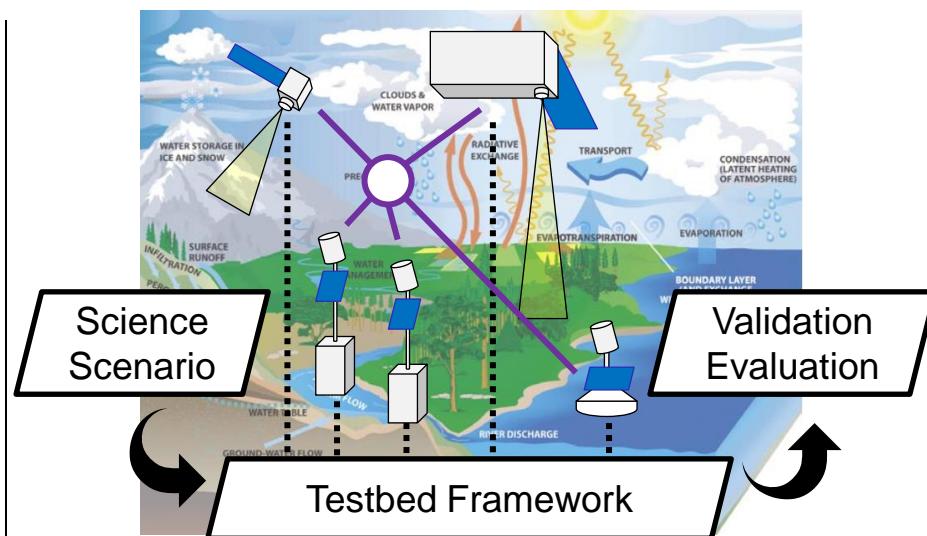 CLOUDS &
WATER VAPOR
WATER STORAGE IN
ICE AND SNOW
RADIATIVE
EXCHANGE
TRANSPORT
CONDENSATION
(LATENT HEATING
OF ATMOSPHERE)
SURFACE
RUNOFF
EVAPOTRANSPIRATION
EVAPORATION
INFILTRATION
WATER
BOUNDARY LAYER
Science
Scenario
Validation
Evaluation
WATER TABLE
FLOW
RIVER DISCHARGE
GROUND-WATER FLOW
Testbed Framework